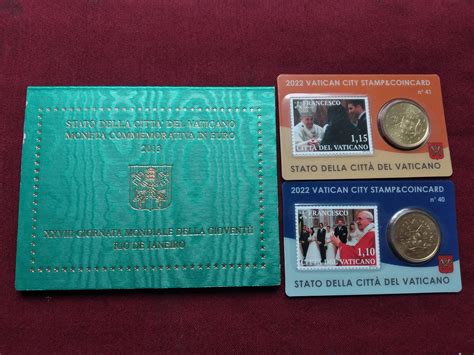 STATO DELLA CITTA' DEL VATICANO
MONETA COMMEMORATIVA IN EURO
2013
XXVIII GIORNATA MONDIALE DELLA GIOVENTÙ
RIO DE JANEIRO
2022 VATICAN CITY STAMP&COINCARD
n° 41
FRANCESCO
1,15
CITTÀ DEL VATICANO
STATO DELLA CITTÀ DEL VATICANO
2022 VATICAN CITY STAMP&COINCARD
n° 40
FRANCESCO
1,10
CITTÀ DEL VATICANO
STATO DELLA CITTÀ DEL VATICANO